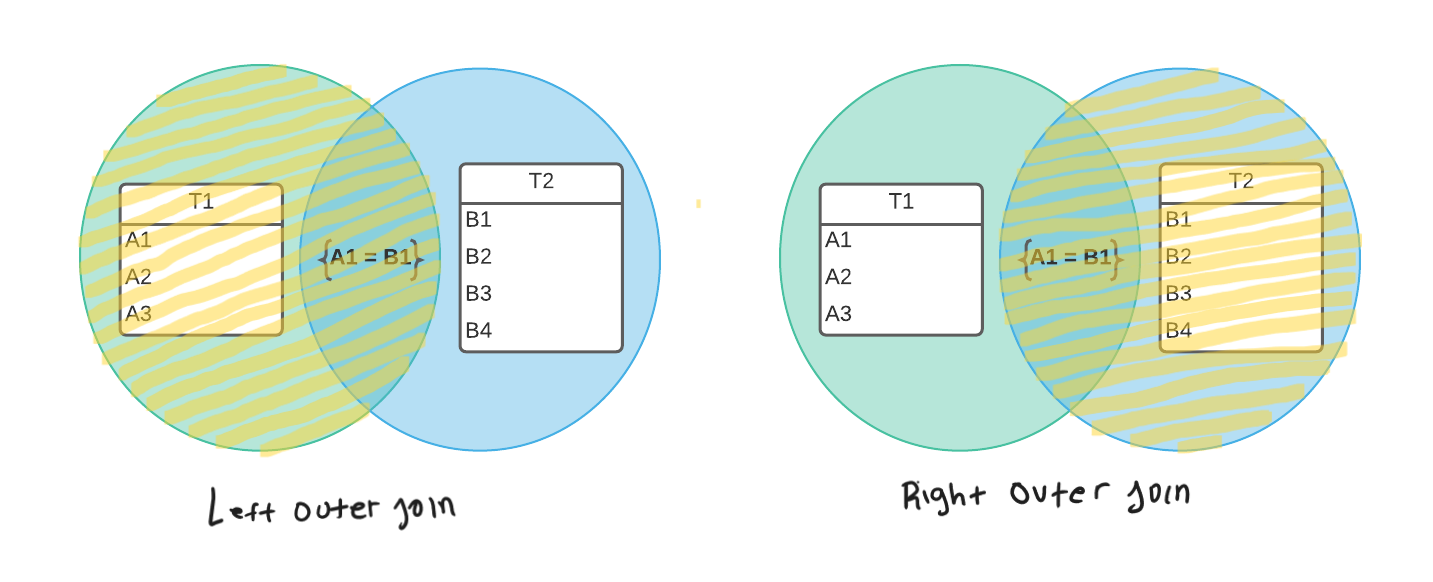 T1
A1
A2
A3
{A1 = B1}
T2
B1
B2
B3
B4
Left outer join
T1
A1
A2
A3
{A1 = B1}
T2
B1
B2
B3
B4
Right outer join